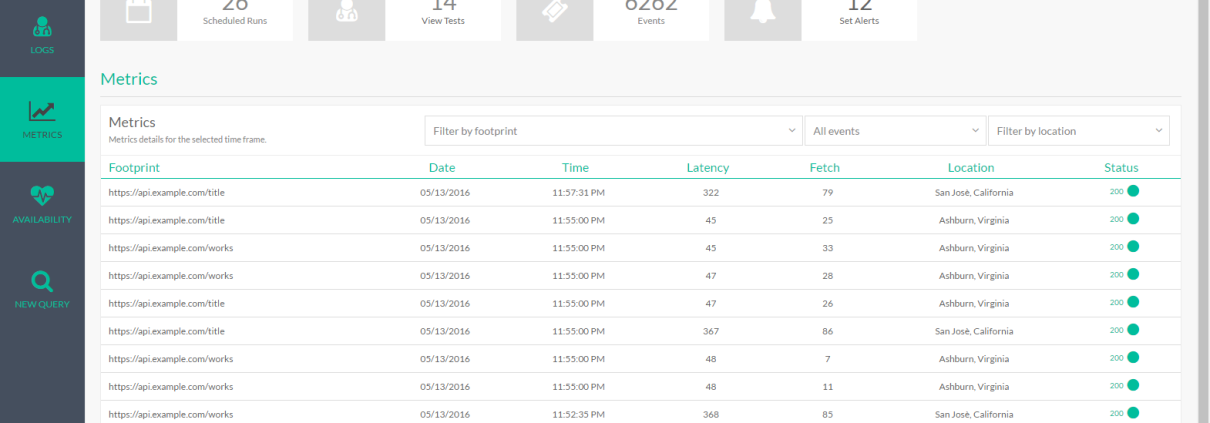 26
Scheduled Runs
14
View Tests
6262
Events
12
Set Alerts
LOGS
METRICS
AVAILABILITY
NEW QUERY
Metrics
Metrics
Metrics details for the selected time frame.
Filter by footprint
All events
Filter by location
Footprint Date Time Latency Fetch Location Status
https://api.example.com/title 05/13/2016 11:57:31 PM 322 79 San Josè, California 200
https://api.example.com/title 05/13/2016 11:55:00 PM 45 25 Ashburn, Virginia 200
https://api.example.com/works 05/13/2016 11:55:00 PM 45 33 Ashburn, Virginia 200
https://api.example.com/works 05/13/2016 11:55:00 PM 47 28 Ashburn, Virginia 200
https://api.example.com/title 05/13/2016 11:55:00 PM 47 26 Ashburn, Virginia 200
https://api.example.com/title 05/13/2016 11:55:00 PM 367 86 San Josè, California 200
https://api.example.com/works 05/13/2016 11:55:00 PM 48 7 Ashburn, Virginia 200
https://api.example.com/works 05/13/2016 11:55:00 PM 48 11 Ashburn, Virginia 200
https://api.example.com/works 05/13/2016 11:52:35 PM 368 85 San Josè, California 200